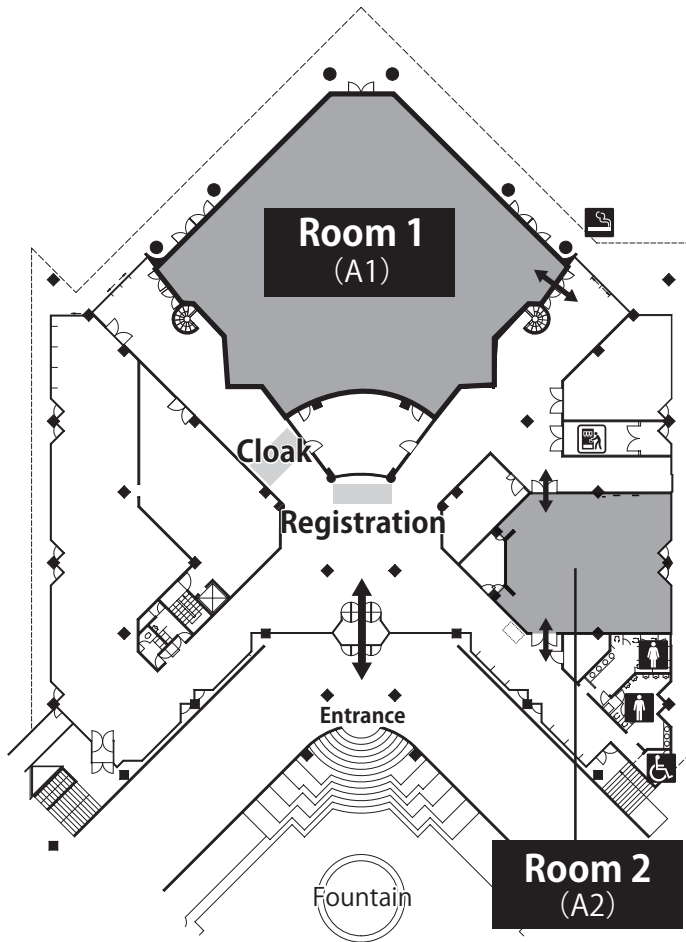 Room 1
(A1)
Cloak
Registration
Entrance
Room 2
(A2)
Fountain